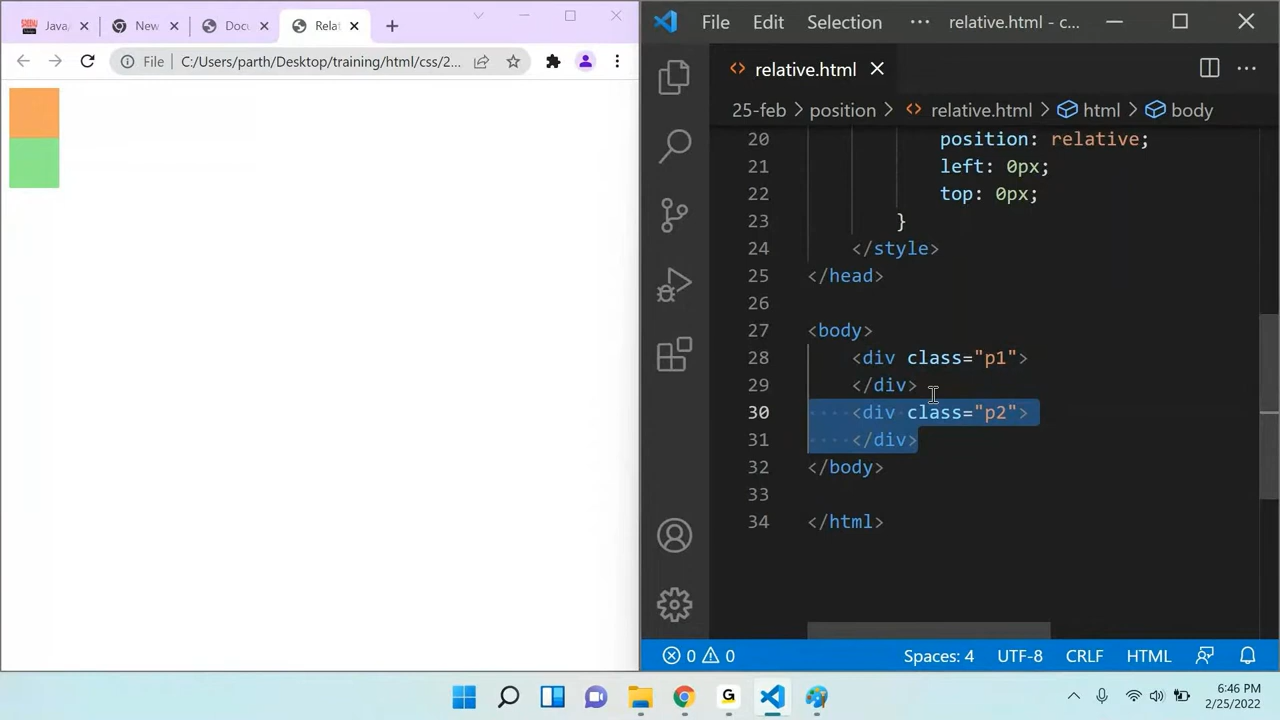 Java
New
Docu
Relat
File
C:/Users/parth/Desktop/training/html/css/2...
File Edit Selection ··· relative.html - c...
relative.html
25-feb > position > relative.html > html > body
20 position: relative;
21 left: 0px;
22 top: 0px;
23 }
24 </style>
25 </head>
26
27 <body>
28 <div class="p1">
29 </div>
30 <div class="p2">
31 </div>
32 </body>
33
34 </html>
0 0 Spaces: 4 UTF-8 CRLF HTML
G
6:46 PM
2/25/2022